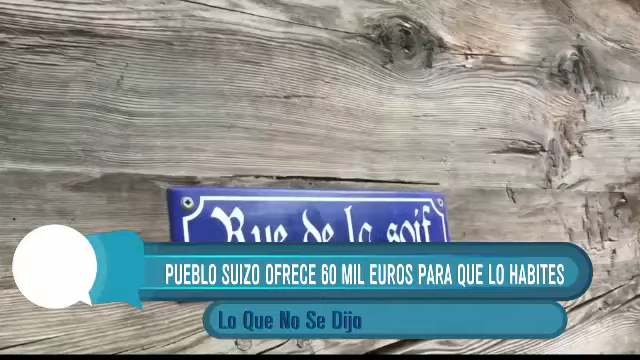 Rue de la soif
PUEBLO SUIZO OFRECE 60 MIL EUROS PARA QUE LO HABITES
Lo Que No Se Dijo